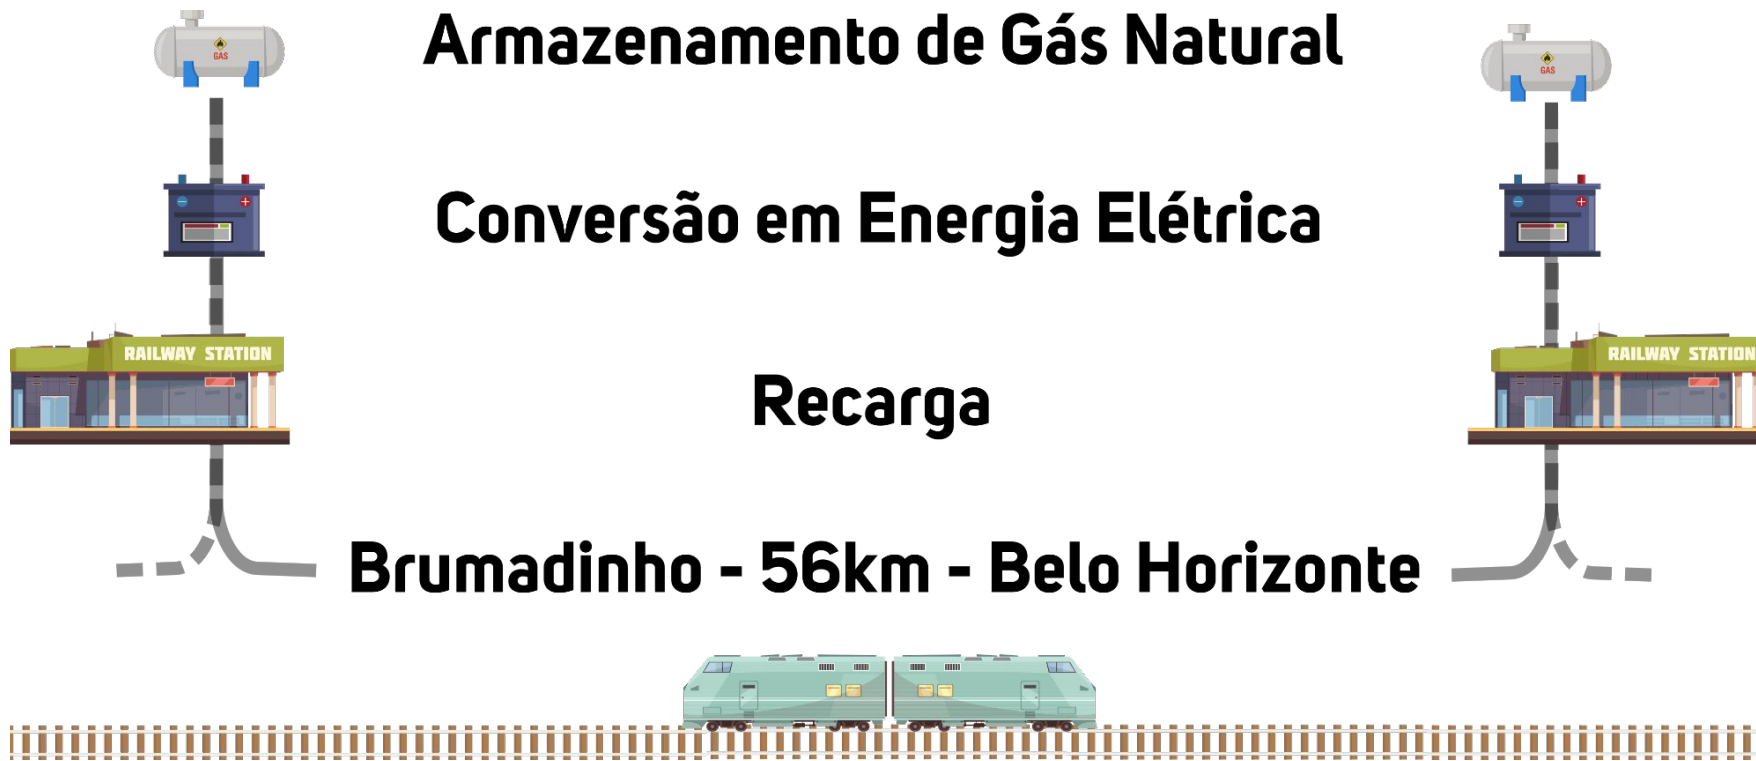 Armazenamento de Gás Natural
GAS
GAS
Conversão em Energia Elétrica
RAILWAY STATION
RAILWAY STATION
Recarga
Brumadinho - 56km - Belo Horizonte